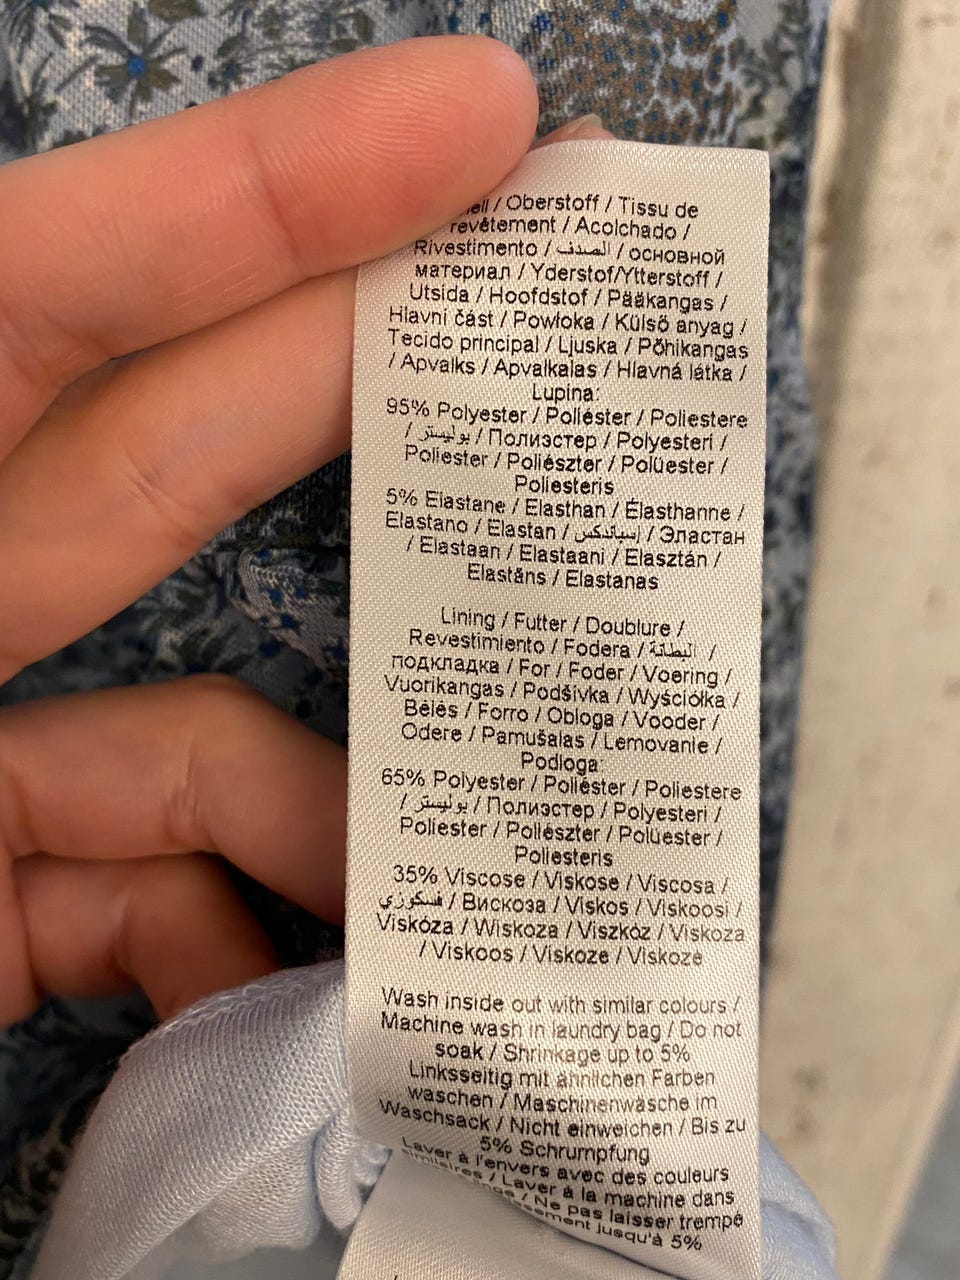 / Oberstoff / Tissu de
revêtement / Acolchado /
Rivestimento / الصدف / основной
материал / Yderstof/Ytterstoff /
Utsida / Hoofdstof / Pääkangas /
Hlavní část / Powłoka / Külső anyag /
Tecido principal / Ljuska / Põhikangas
/ Apvalks / Apvalkalas / Hlavná látka /
Lupina:
95% Polyester / Poliéster / Poliestere
/ بوليستر / Полиэстер / Polyesteri /
Poliester / Poliészter / Polüester /
Poliesteris
5% Elastane / Elasthan / Élasthanne /
Elastano / Elastan / إسباندكس / Эластан
/ Elastaan / Elastaani / Elasztán /
Elastāns / Elastanas
Lining / Futter / Doublure /
Revestimiento / Fodera / البطانة /
подкладка / For / Foder / Voering /
Vuorikangas / Podšívka / Wyściółka /
Bélés / Forro / Obloga / Vooder /
Odere / Pamušalas / Lemovanie /
Podloga:
65% Polyester / Poliéster / Poliestere
/ بوليستر / Полиэстер / Polyesteri /
Poliester / Poliészter / Polüester /
Poliesteris
35% Viscose / Viskose / Viscosa /
فسكوزي / Вискоза / Viskos / Viskoosi /
Viskóza / Wiskoza / Viszkóz / Viskoza
/ Viskoos / Viskoze / Viskozė
Wash inside out with similar colours /
Machine wash in laundry bag / Do not
soak / Shrinkage up to 5%
Linksseitig mit ähnlichen Farben
waschen / Maschinenwäsche im
Waschsack / Nicht einweichen / Bis zu
5% Schrumpfung
Laver à l'envers avec des couleurs
similaires / Laver à la machine dans
/ Ne pas laisser trempé
jusqu'à 5%